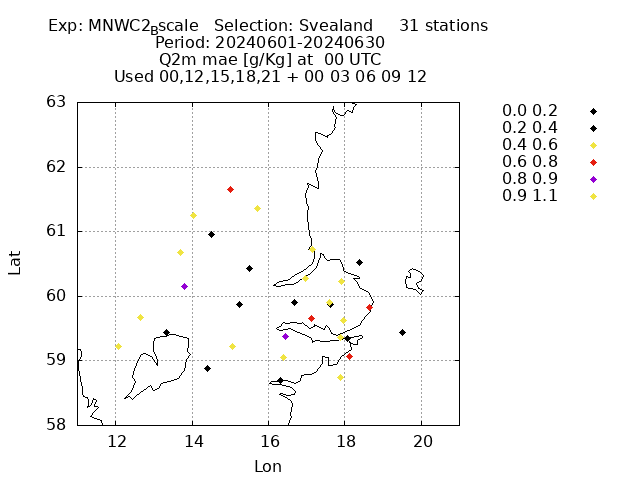 Exp: MNWC2_Bscale   Selection: Svealand     31 stations
Period: 20240601-20240630
Q2m mae [g/Kg] at  00 UTC
Used 00,12,15,18,21 + 00 03 06 09 12
63
62
61
60
59
58
12 14 16 18 20
Lat
Lon
0.0 0.2
0.2 0.4
0.4 0.6
0.6 0.8
0.8 0.9
0.9 1.1